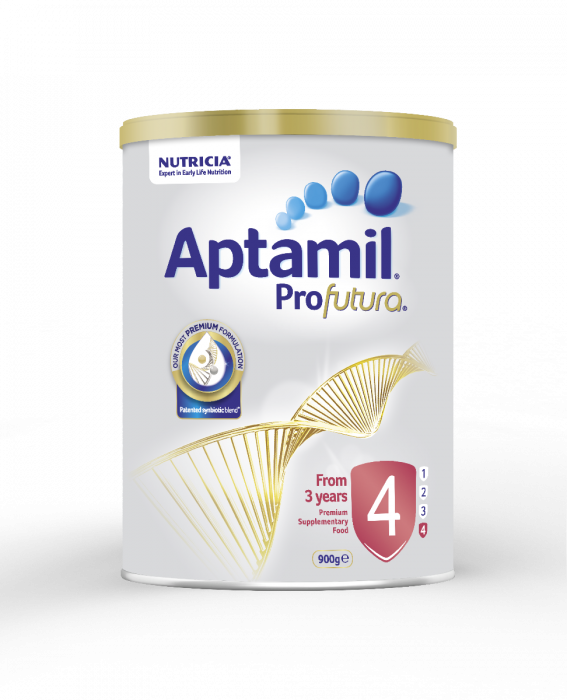 NUTRICIA®
Expert in Early Life Nutrition
Aptamil®
Profutura®
OUR MOST PREMIUM FORMULATION
Patented synbiotic blend™
From
3 years
Premium
Supplementary
Food
4
1
2
3
4
900g℮